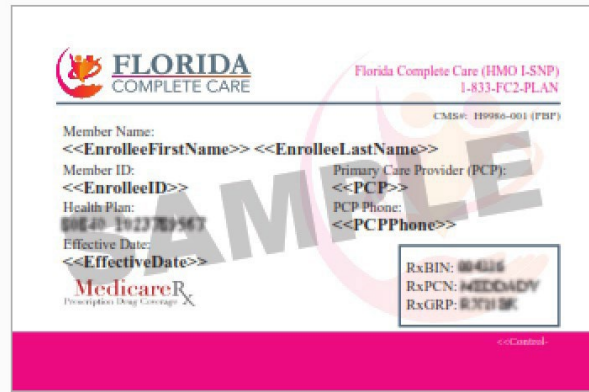 FLORIDA
COMPLETE CARE
Florida Complete Care (HMO I-SNP)
1-833-FC2-PLAN
CMS#: H9986-001 (PBP)
Member Name:
<<EnrolleeFirstName>> <<EnrolleeLastName>>
Member ID:
<<EnrolleeID>>
Primary Care Provider (PCP):
<<PCP>>
Health Plan:
PCP Phone:
<<PCPPhone>>
Effective Date:
<<EffectiveDate>>
MedicareRx
Prescription Drug Coverage
RxBIN:
RxPCN:
RxGRP:
<<Control-
SAMPLE